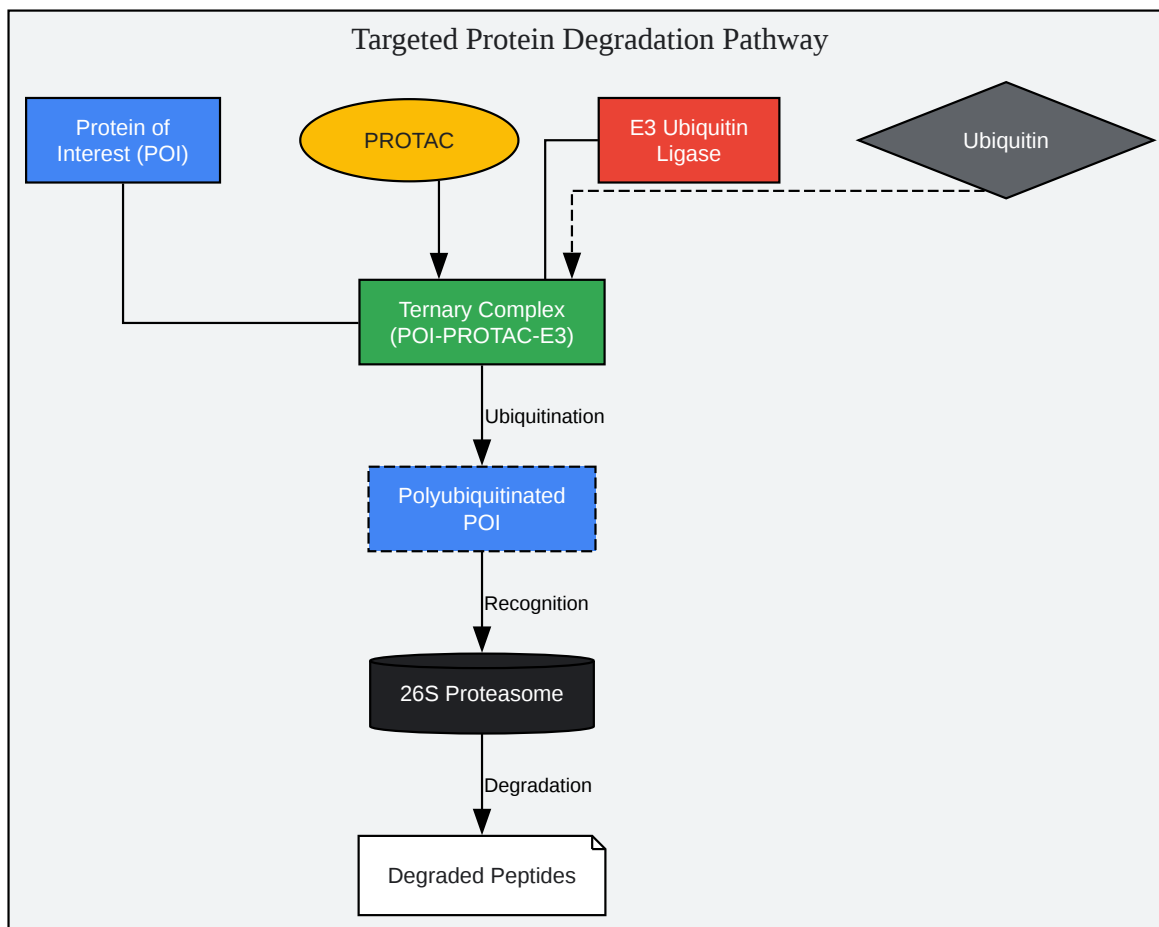 Targeted Protein Degradation Pathway
Protein of
Interest (POI)
PROTAC
E3 Ubiquitin
Ligase
Ubiquitin
Ternary Complex
(POI-PROTAC-E3)
Ubiquitination
Polyubiquitinated
POI
Recognition
26S Proteasome
Degradation
Degraded Peptides